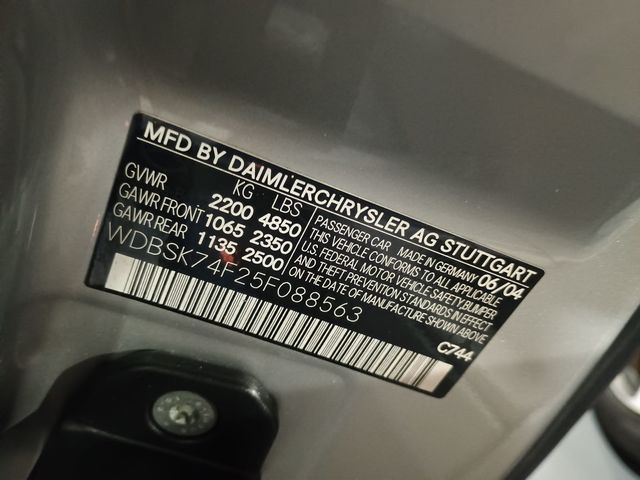 MFD BY DAIMLERCHRYSLER AG STUTTGART
KG LBS
GVWR 2200 4850
GAWR FRONT 1065 2350
GAWR REAR 1135 2500
PASSENGER CAR MADE IN GERMANY 06/04
THIS VEHICLE CONFORMS TO ALL APPLICABLE
U.S. FEDERAL MOTOR VEHICLE SAFETY, BUMPER
AND THEFT PREVENTION STANDARDS IN EFFECT
ON THE DATE OF MANUFACTURE SHOWN ABOVE
WDBSK74F25F088563
C744